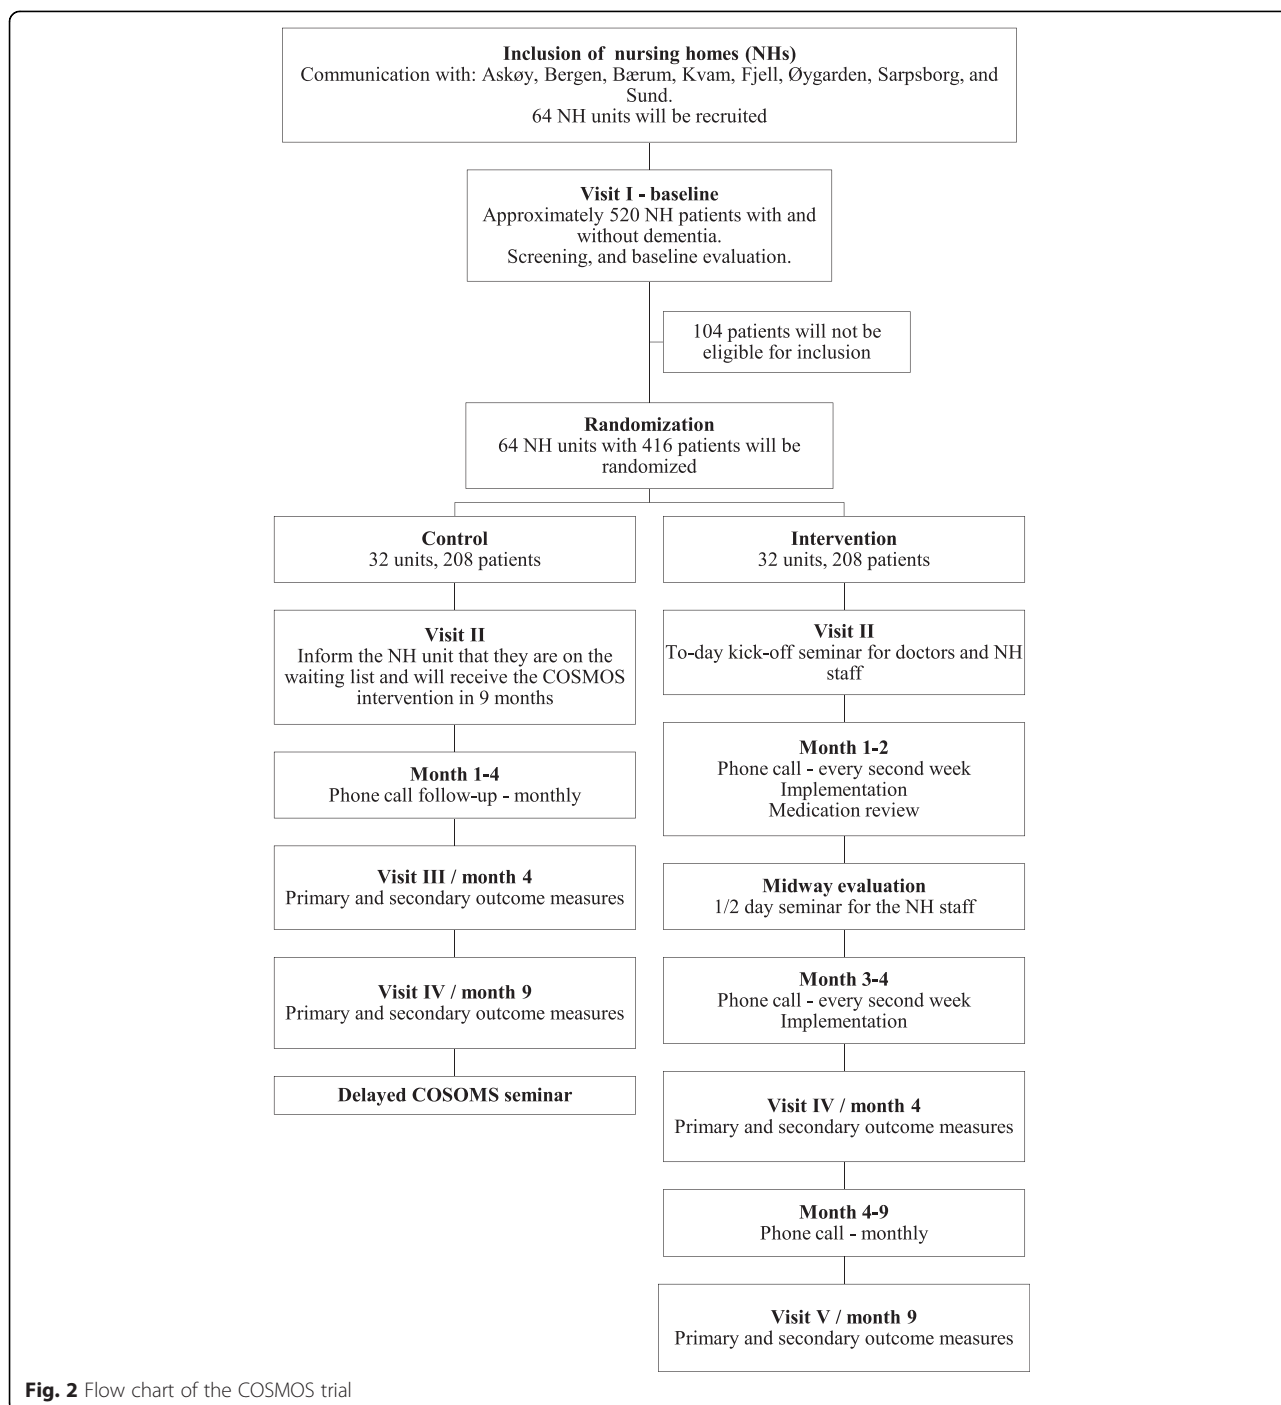 Inclusion of nursing homes (NHs)
Communication with: Askøy, Bergen, Bærum, Kvam, Fjell, Øygarden, Sarpsborg, and
Sund.
64 NH units will be recruited
Visit I - baseline
Approximately 520 NH patients with and
without dementia.
Screening, and baseline evaluation.
104 patients will not be
eligible for inclusion
Randomization
64 NH units with 416 patients will be
randomized
Control
32 units, 208 patients
Visit II
Inform the NH unit that they are on the
waiting list and will receive the COSMOS
intervention in 9 months
Month 1-4
Phone call follow-up - monthly
Visit III / month 4
Primary and secondary outcome measures
Visit IV / month 9
Primary and secondary outcome measures
Delayed COSOMS seminar
Intervention
32 units, 208 patients
Visit II
To-day kick-off seminar for doctors and NH
staff
Month 1-2
Phone call - every second week
Implementation
Medication review
Midway evaluation
1/2 day seminar for the NH staff
Month 3-4
Phone call - every second week
Implementation
Visit IV / month 4
Primary and secondary outcome measures
Month 4-9
Phone call - monthly
Visit V / month 9
Primary and secondary outcome measures
Fig. 2 Flow chart of the COSMOS trial